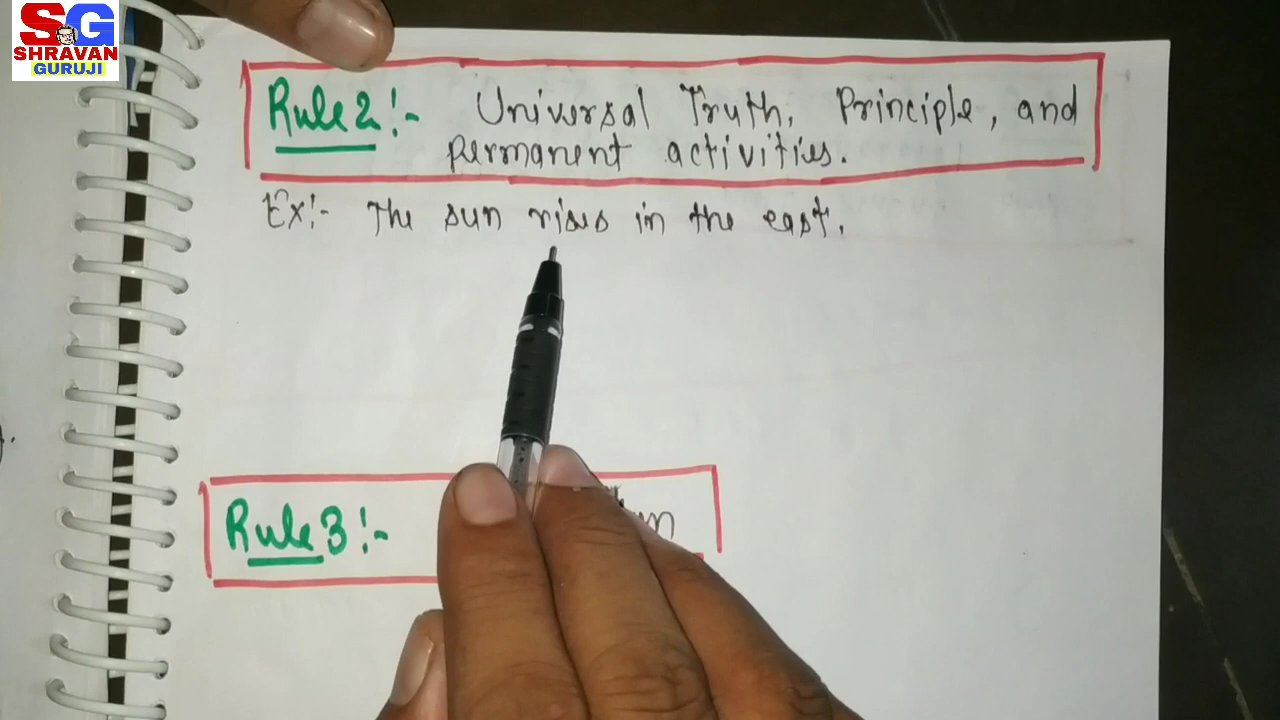 SG
SHRAVAN
GURUJI
Rule 2:- Universal Truth, Principle, and
Permanent activities.
Ex:- The sun rises in the east.
Rule 3:-